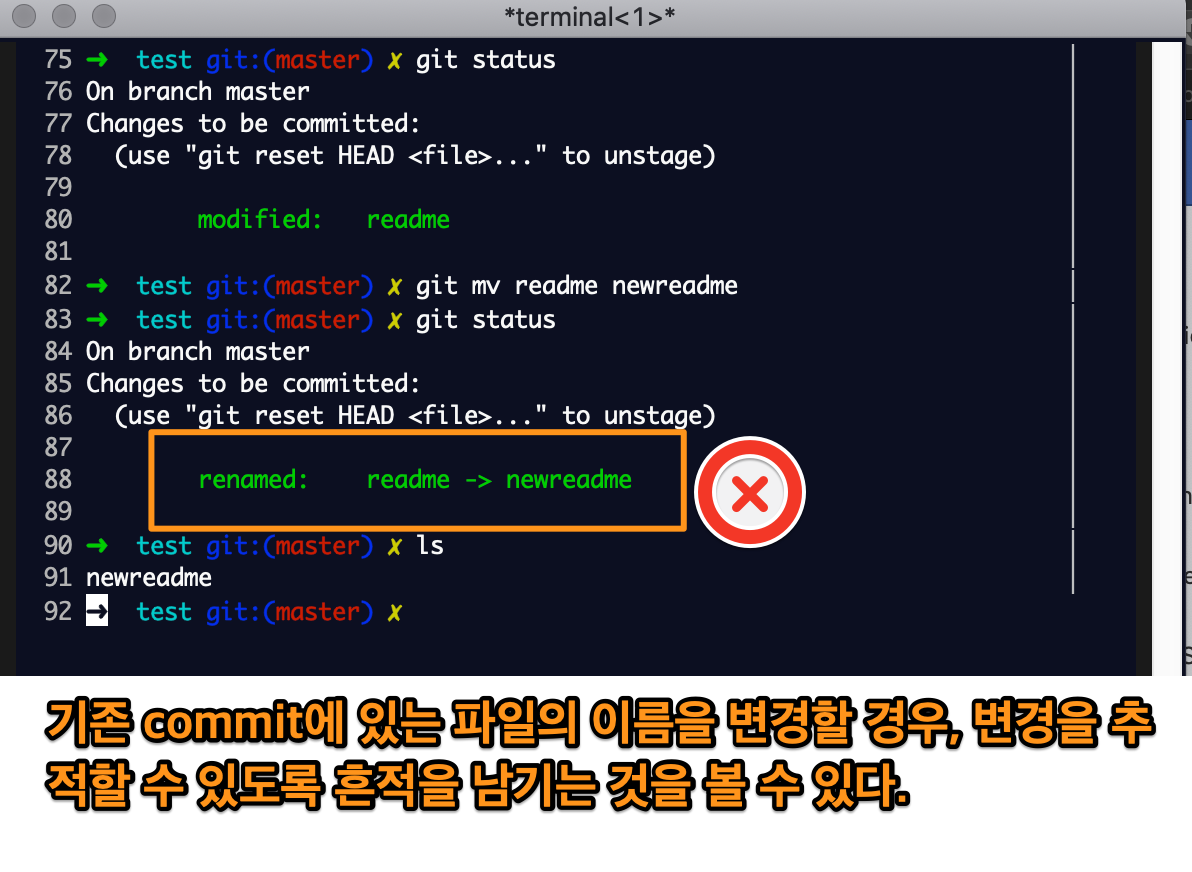 *terminal<1>*
75 ➜  test git:(master) ✗ git status
76 On branch master
77 Changes to be committed:
78   (use "git reset HEAD <file>..." to unstage)
79
80         modified:   readme
81
82 ➜  test git:(master) ✗ git mv readme newreadme
83 ➜  test git:(master) ✗ git status
84 On branch master
85 Changes to be committed:
86   (use "git reset HEAD <file>..." to unstage)
87
88         renamed:    readme -> newreadme
89
90 ➜  test git:(master) ✗ ls
91 newreadme
92 ➜  test git:(master) ✗
기존 commit에 있는 파일의 이름을 변경할 경우, 변경을 추
적할 수 있도록 흔적을 남기는 것을 볼 수 있다.